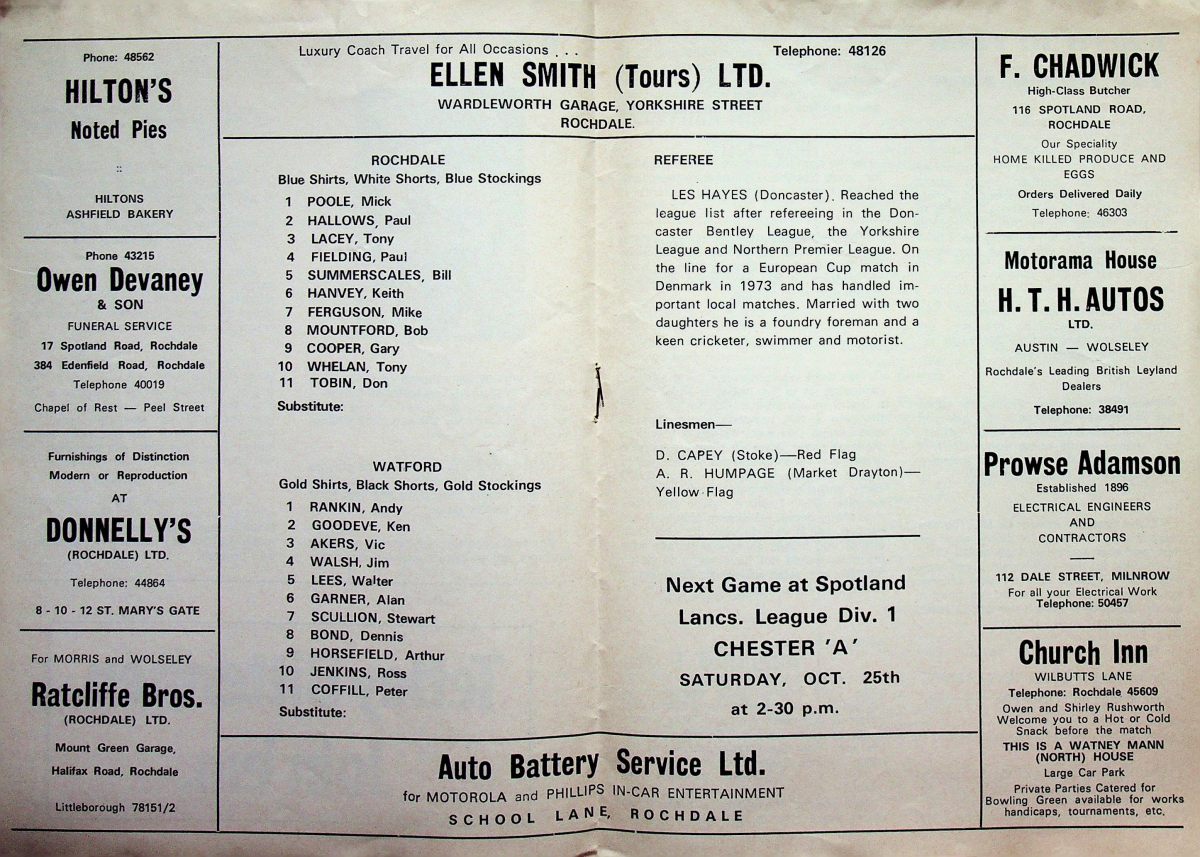 Phone: 48562
HILTON'S
Noted Pies
::
HILTONS
ASHFIELD BAKERY
Phone 43215
Owen Devaney
& SON
FUNERAL SERVICE
17 Spotland Road, Rochdale
384 Edenfield Road, Rochdale
Telephone 40019
Chapel of Rest — Peel Street
Furnishings of Distinction
Modern or Reproduction
AT
DONNELLY'S
(ROCHDALE) LTD.
Telephone: 44864
8 - 10 - 12 ST. MARY'S GATE
For MORRIS and WOLSELEY
Ratcliffe Bros.
(ROCHDALE) LTD.
Mount Green Garage,
Halifax Road, Rochdale
Littleborough 78151/2
Luxury Coach Travel for All Occasions . . .
Telephone: 48126
ELLEN SMITH (Tours) LTD.
WARDLEWORTH GARAGE, YORKSHIRE STREET
ROCHDALE.
ROCHDALE
Blue Shirts, White Shorts, Blue Stockings
1 POOLE, Mick
2 HALLOWS, Paul
3 LACEY, Tony
4 FIELDING, Paul
5 SUMMERSCALES, Bill
6 HANVEY, Keith
7 FERGUSON, Mike
8 MOUNTFORD, Bob
9 COOPER, Gary
10 WHELAN, Tony
11 TOBIN, Don
Substitute:
WATFORD
Gold Shirts, Black Shorts, Gold Stockings
1 RANKIN, Andy
2 GOODEVE, Ken
3 AKERS, Vic
4 WALSH, Jim
5 LEES, Walter
6 GARNER, Alan
7 SCULLION, Stewart
8 BOND, Dennis
9 HORSEFIELD, Arthur
10 JENKINS, Ross
11 COFFILL, Peter
Substitute:
REFEREE
LES HAYES (Doncaster). Reached the
league list after refereeing in the Don-
caster Bentley League, the Yorkshire
League and Northern Premier League. On
the line for a European Cup match in
Denmark in 1973 and has handled im-
portant local matches. Married with two
daughters he is a foundry foreman and a
keen cricketer, swimmer and motorist.
Linesmen—
D. CAPEY (Stoke)—Red Flag
A. R. HUMPAGE (Market Drayton)—
Yellow Flag
Next Game at Spotland
Lancs. League Div. 1
CHESTER 'A'
SATURDAY, OCT. 25th
at 2-30 p.m.
Auto Battery Service Ltd.
for MOTOROLA and PHILLIPS IN-CAR ENTERTAINMENT
SCHOOL LANE, ROCHDALE
F. CHADWICK
High-Class Butcher
116 SPOTLAND ROAD,
ROCHDALE
Our Speciality
HOME KILLED PRODUCE AND
EGGS
Orders Delivered Daily
Telephone: 46303
Motorama House
H. T. H. AUTOS
LTD.
AUSTIN — WOLSELEY
Rochdale's Leading British Leyland
Dealers
Telephone: 38491
Prowse Adamson
Established 1896
ELECTRICAL ENGINEERS
AND
CONTRACTORS
112 DALE STREET, MILNROW
For all your Electrical Work
Telephone: 50457
Church Inn
WILBUTTS LANE
Telephone: Rochdale 45609
Owen and Shirley Rushworth
Welcome you to a Hot or Cold
Snack before the match
THIS IS A WATNEY MANN
(NORTH) HOUSE
Large Car Park
Private Parties Catered for
Bowling Green available for works
handicaps, tournaments, etc.